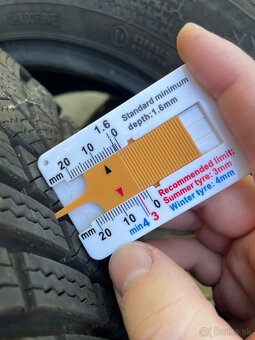 Standard minimum
depth:1.6mm
1.6
mm 20 10 0
mm 20 10 0
min4 3
Recommended limit:
Summer tyre: 3mm
Winter tyre: 4mm